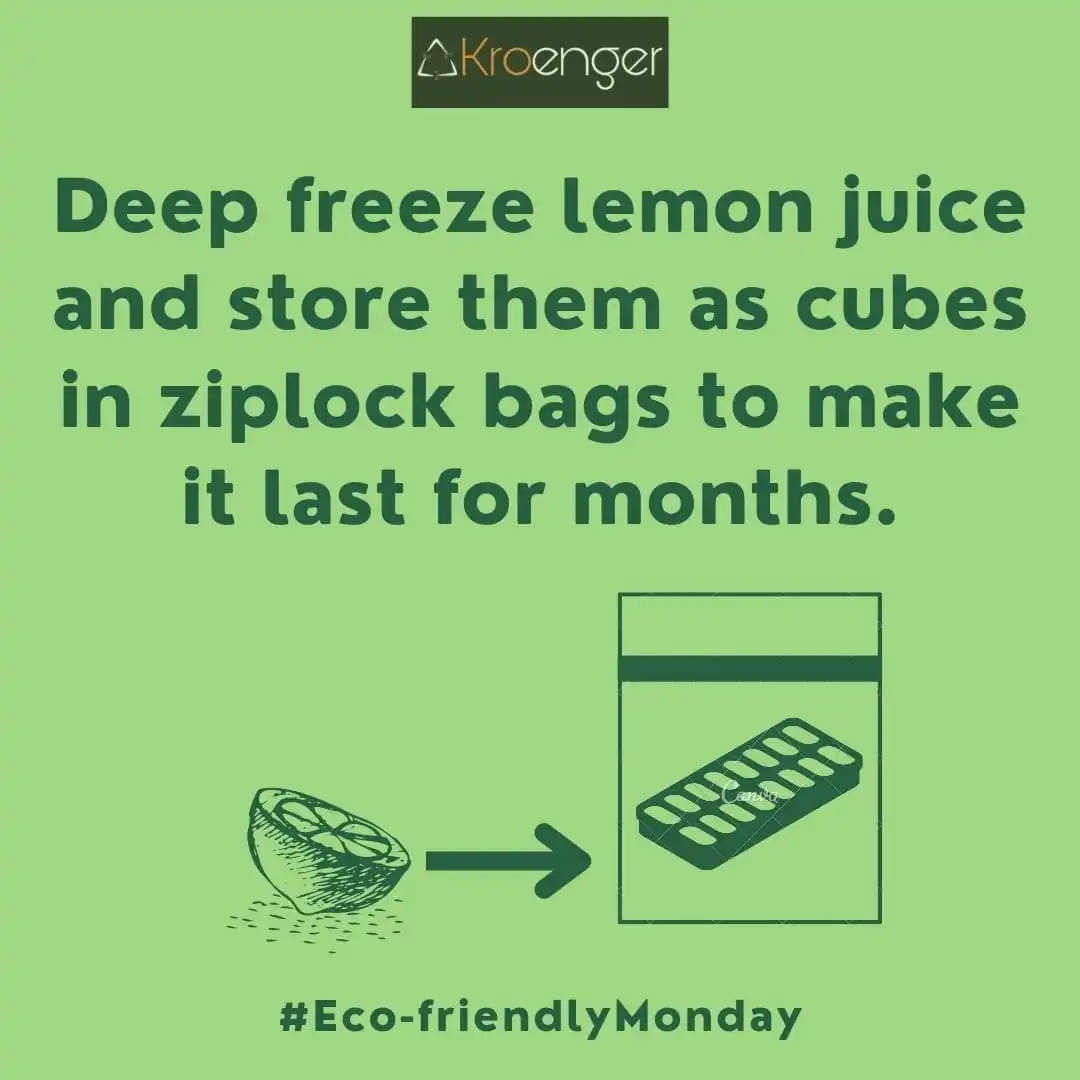 Kroenger
Deep freeze lemon juice
and store them as cubes
in ziplock bags to make
it last for months.
Canva
#Eco-friendlyMonday